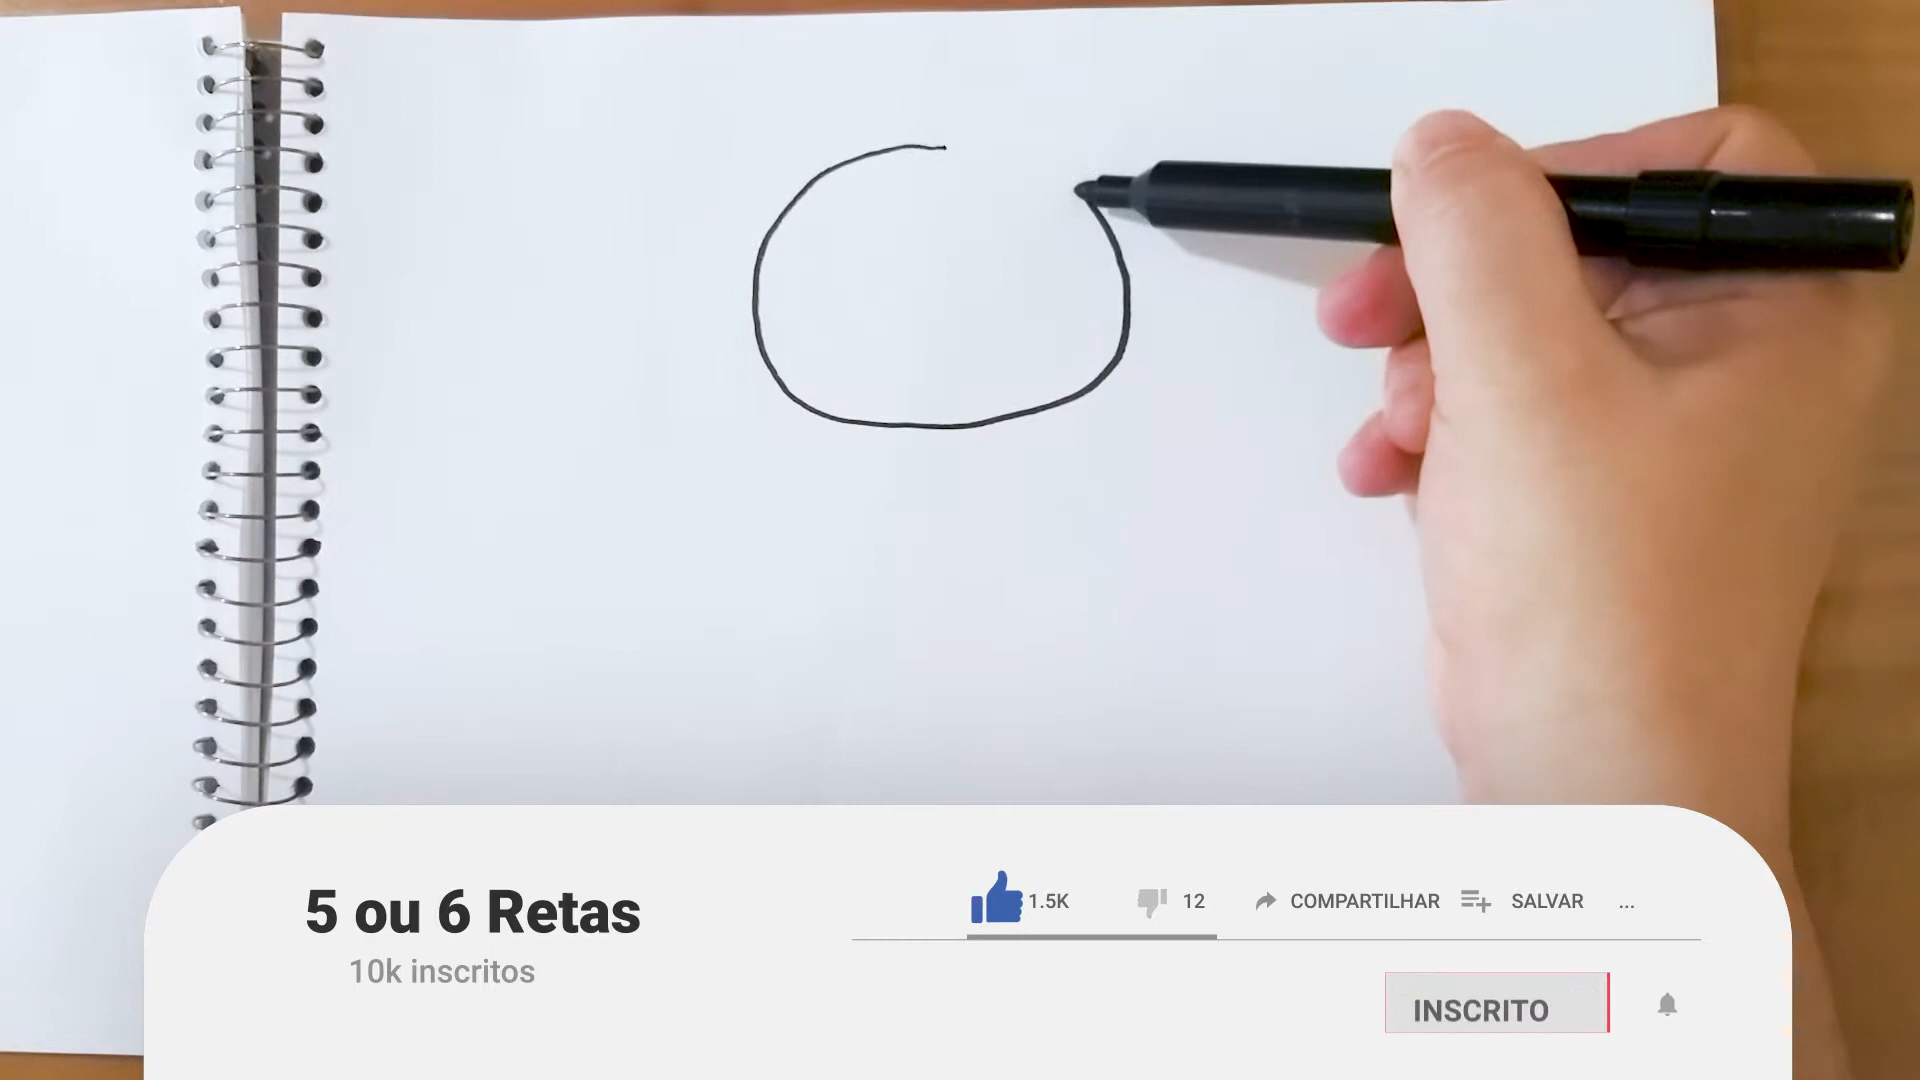 5 ou 6 Retas
10k inscritos
1.5K 12 COMPARTILHAR SALVAR ...
INSCRITO